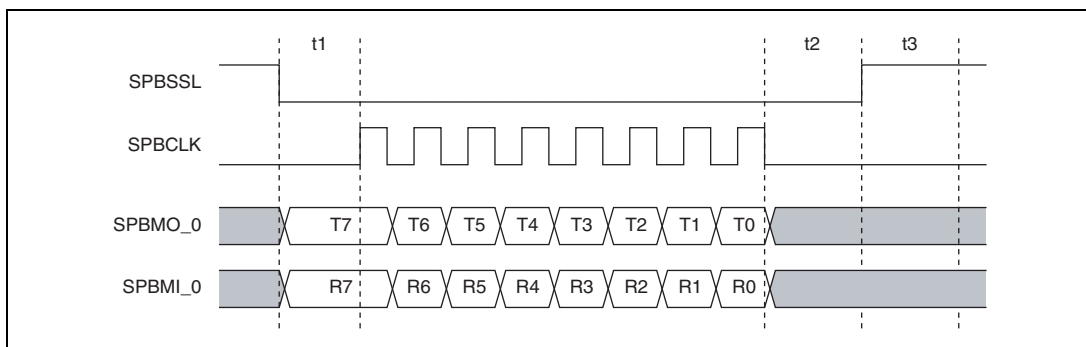 t1 t2 t3
SPBSSL
SPBCLK
SPBMO_0 T7 T6 T5 T4 T3 T2 T1 T0
SPBMI_0 R7 R6 R5 R4 R3 R2 R1 R0